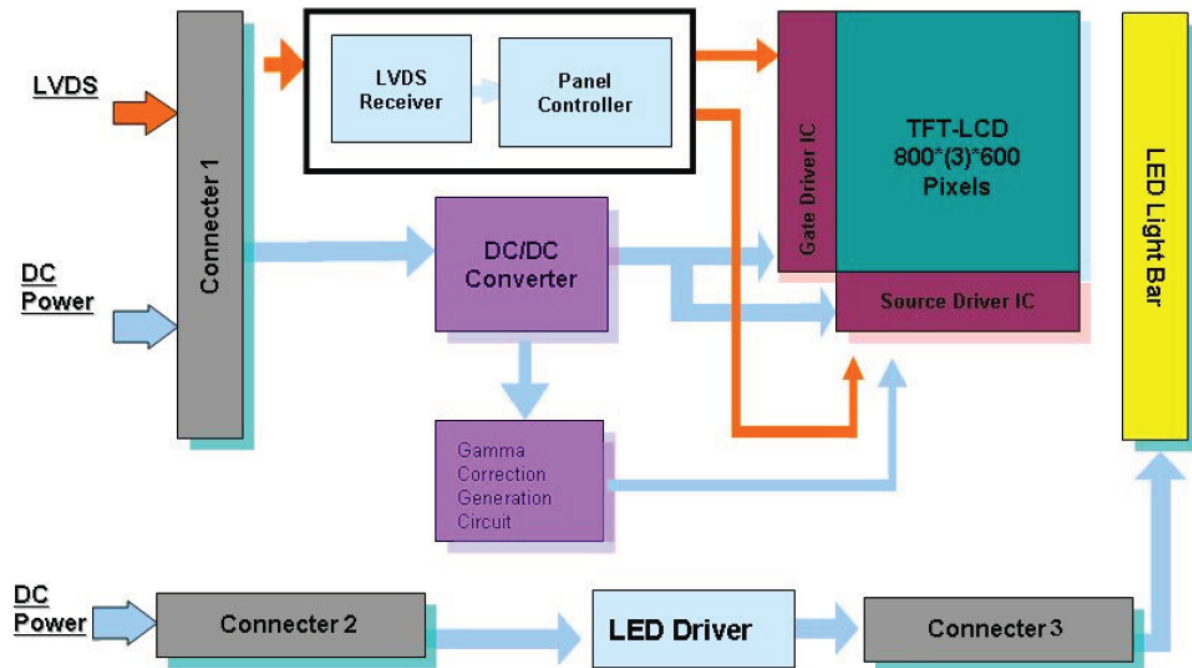 LVDS
DC
Power
Connecter 1
LVDS
Receiver
Panel
Controller
DC/DC
Converter
Gamma
Correction
Generation
Circuit
Gate Driver IC
TFT-LCD
800*(3)*600
Pixels
Source Driver IC
LED Light Bar
DC
Power
Connecter 2
LED Driver
Connecter 3